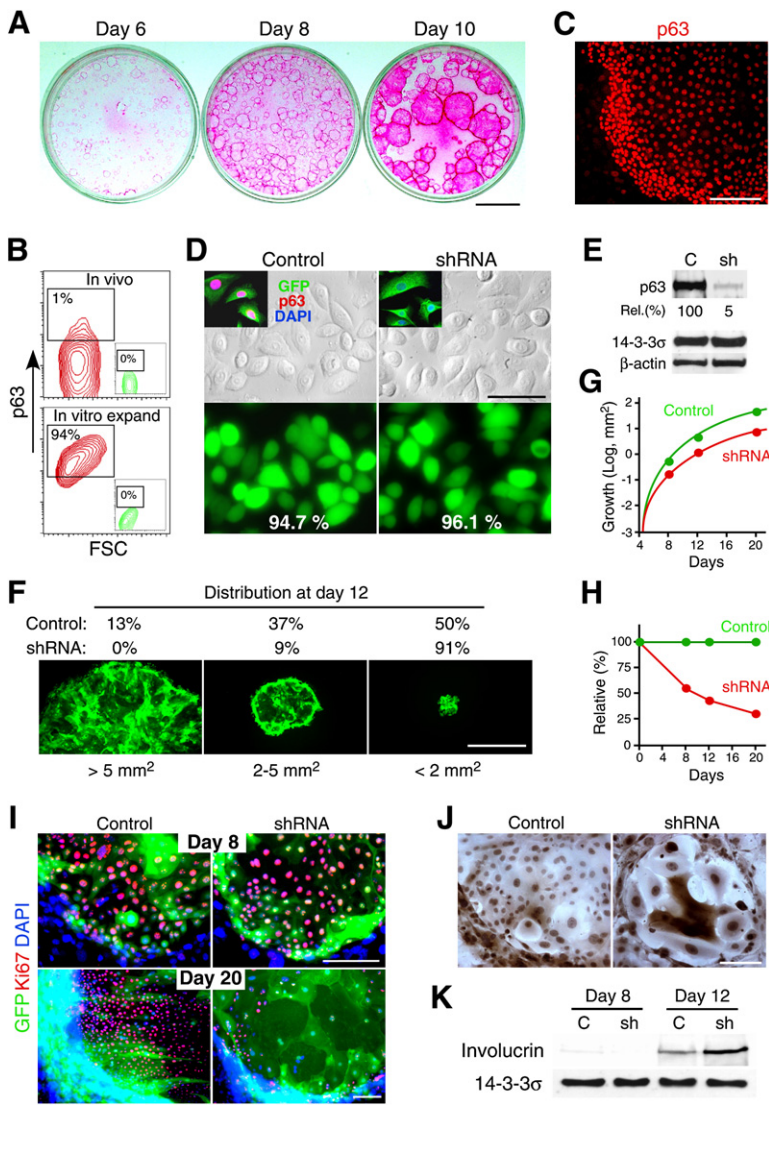 A
Day 6
Day 8
Day 10
C
p63
B
In vivo
1%
0%
In vitro expand
94%
0%
p63
FSC
D
Control
shRNA
GFP
p63
DAPI
94.7 %
96.1 %
E
C
sh
p63
Rel.(%)
100
5
14-3-3σ
β-actin
G
Growth (Log, mm²)
2
1
0
-1
-2
-3
4
8
12
16
20
Days
Control
shRNA
F
Distribution at day 12
Control:
13%
37%
50%
shRNA:
0%
9%
91%
> 5 mm²
2-5 mm²
< 2 mm²
H
Relative (%)
100
75
50
25
0
0
4
8
12
16
20
Days
Control
shRNA
I
Control
shRNA
Day 8
Day 20
GFP Ki67 DAPI
J
Control
shRNA
K
Day 8
Day 12
C
sh
C
sh
Involucrin
14-3-3σ